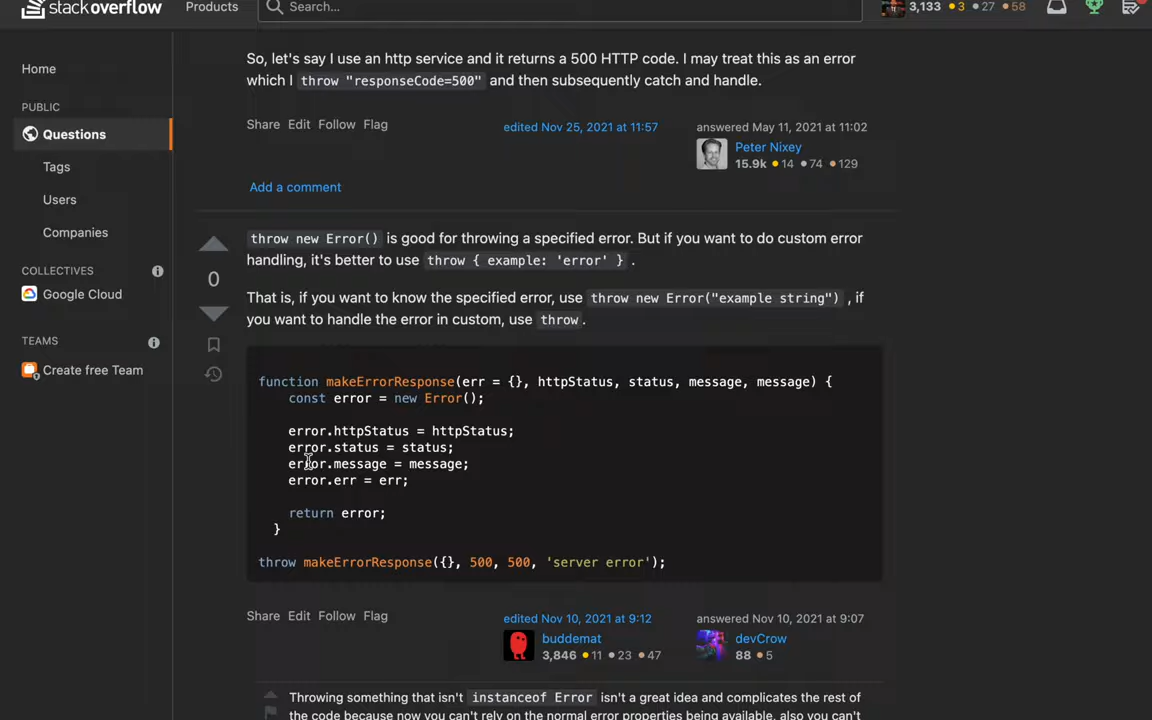 stackoverflow Products Search... 3,133 3 27 58
Home
PUBLIC
Questions
Tags
Users
Companies
COLLECTIVES
Google Cloud
TEAMS
Create free Team
So, let's say I use an http service and it returns a 500 HTTP code. I may treat this as an error
which I throw "responseCode=500" and then subsequently catch and handle.
Share Edit Follow Flag edited Nov 25, 2021 at 11:57 answered May 11, 2021 at 11:02
Peter Nixey
15.9k 14 74 129
Add a comment
throw new Error() is good for throwing a specified error. But if you want to do custom error
handling, it's better to use throw { example: 'error' } .
0
That is, if you want to know the specified error, use throw new Error("example string") , if
you want to handle the error in custom, use throw.
function makeErrorResponse(err = {}, httpStatus, status, message, message) {
const error = new Error();
error.httpStatus = httpStatus;
error.status = status;
error.message = message;
error.err = err;
return error;
}
throw makeErrorResponse({}, 500, 500, 'server error');
Share Edit Follow Flag edited Nov 10, 2021 at 9:12 answered Nov 10, 2021 at 9:07
buddemat devCrow
3,846 11 23 47 88 5
Throwing something that isn't instanceof Error isn't a great idea and complicates the rest of
the code because now you can't rely on the normal error properties being available, also you can't